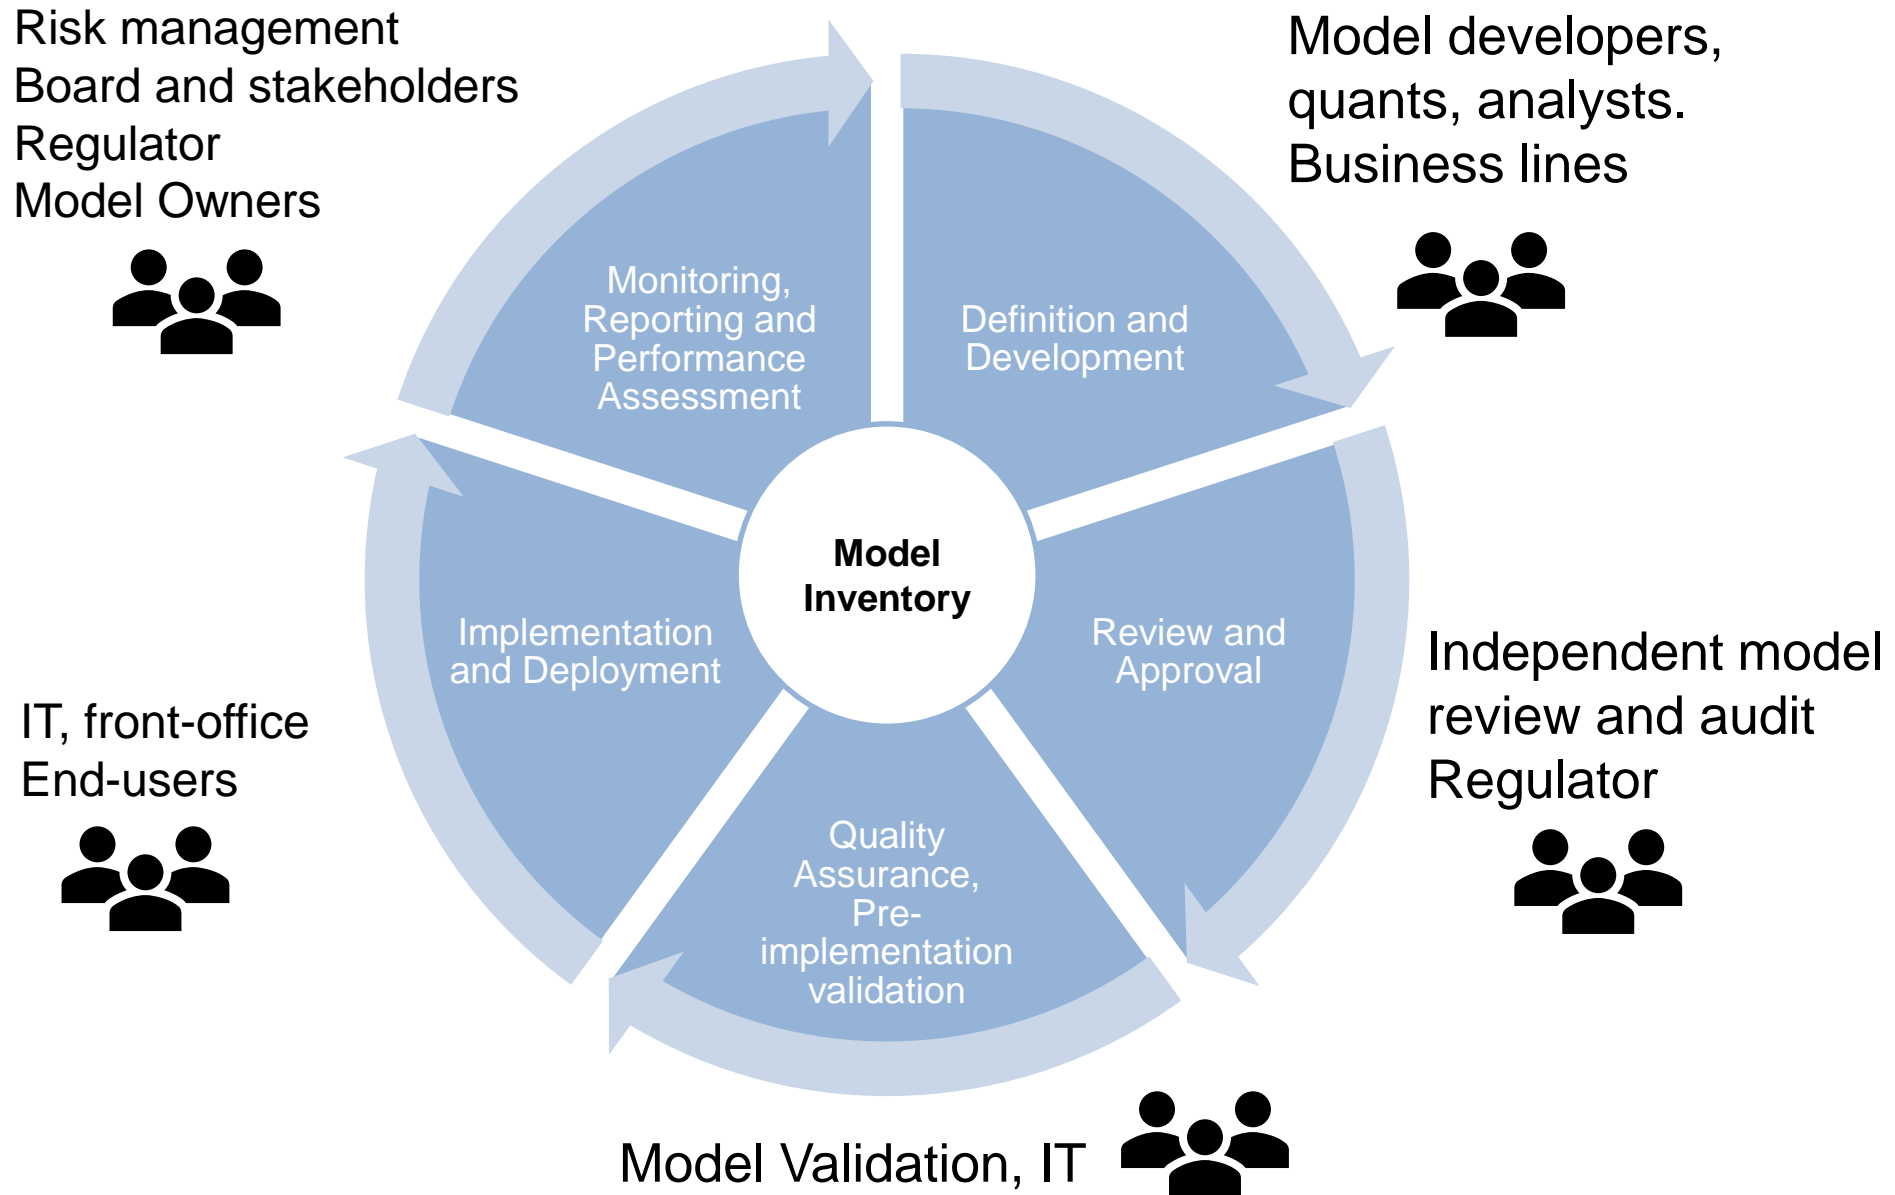 Risk management
Board and stakeholders
Regulator
Model Owners
Model developers,
quants, analysts.
Business lines
Monitoring,
Reporting and
Performance
Assessment
Definition and
Development
Model
Inventory
Implementation
and Deployment
Review and
Approval
Independent model
review and audit
Regulator
IT, front-office
End-users
Quality
Assurance,
Pre-
implementation
validation
Model Validation, IT